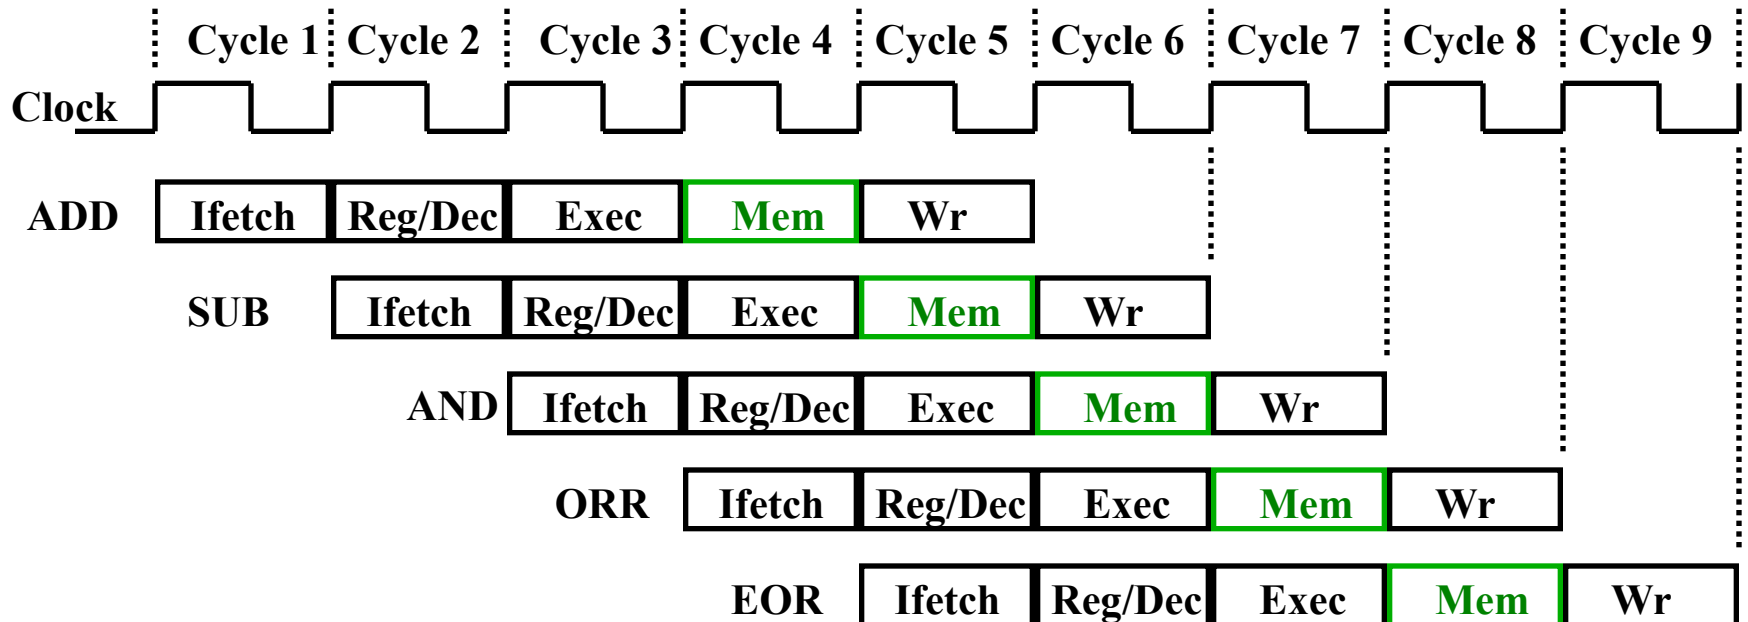 Cycle 1 Cycle 2 Cycle 3 Cycle 4 Cycle 5 Cycle 6 Cycle 7 Cycle 8 Cycle 9
Clock
ADD Ifetch Reg/Dec Exec Mem Wr
SUB Ifetch Reg/Dec Exec Mem Wr
AND Ifetch Reg/Dec Exec Mem Wr
ORR Ifetch Reg/Dec Exec Mem Wr
EOR Ifetch Reg/Dec Exec Mem Wr